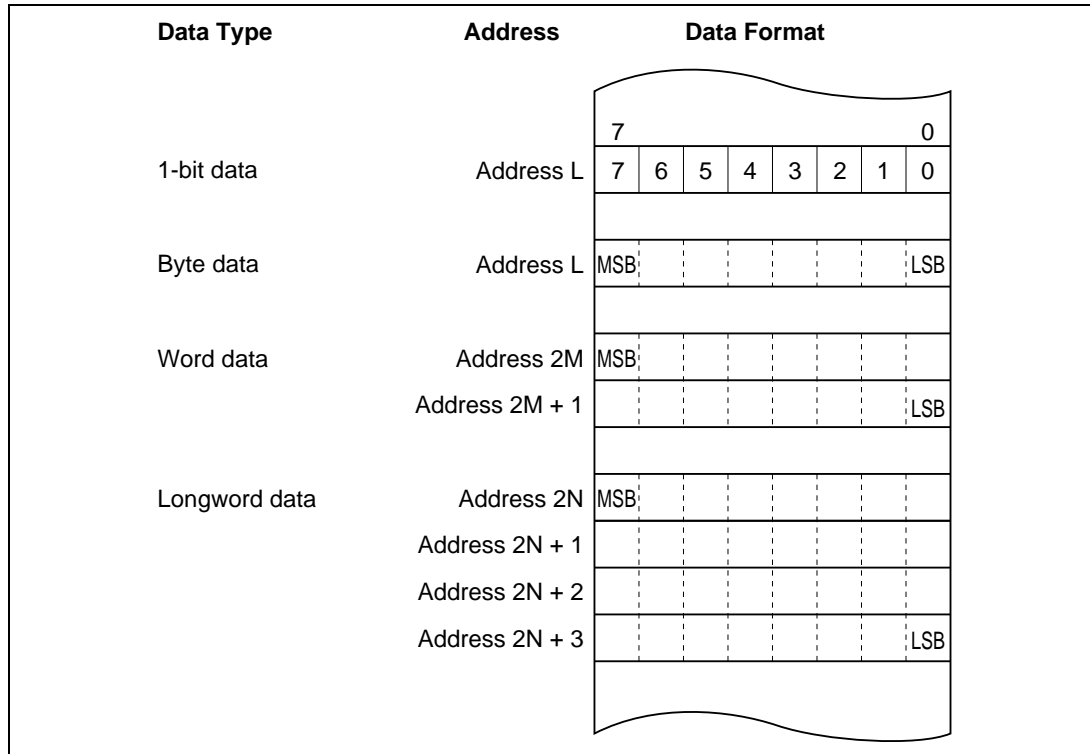 Data Type Address Data Format
7 0
1-bit data Address L 7 6 5 4 3 2 1 0
Byte data Address L MSB LSB
Word data Address 2M MSB
Address 2M + 1 LSB
Longword data Address 2N MSB
Address 2N + 1
Address 2N + 2
Address 2N + 3 LSB